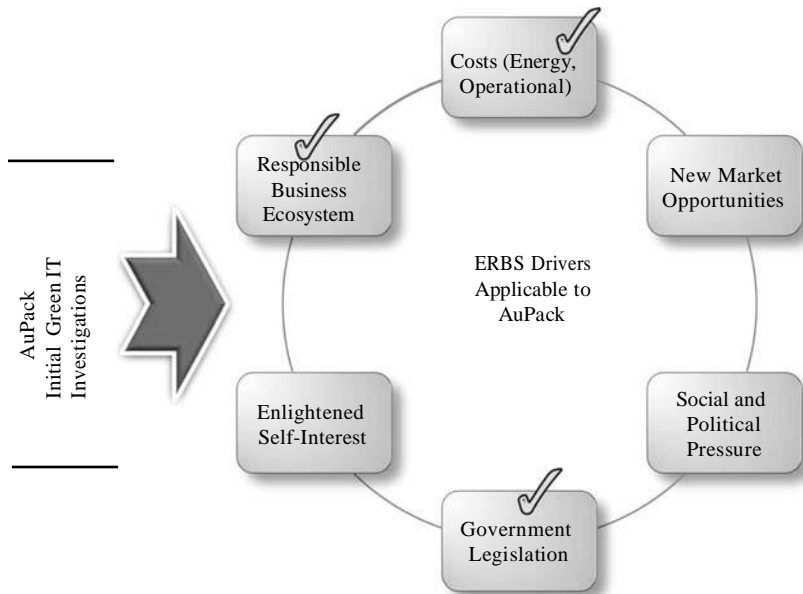 AuPack
Initial Green IT
Investigations
Costs (Energy,
Operational)
New Market
Opportunities
Social and
Political
Pressure
Government
Legislation
Enlightened
Self-Interest
Responsible
Business
Ecosystem
ERBS Drivers
Applicable to
AuPack